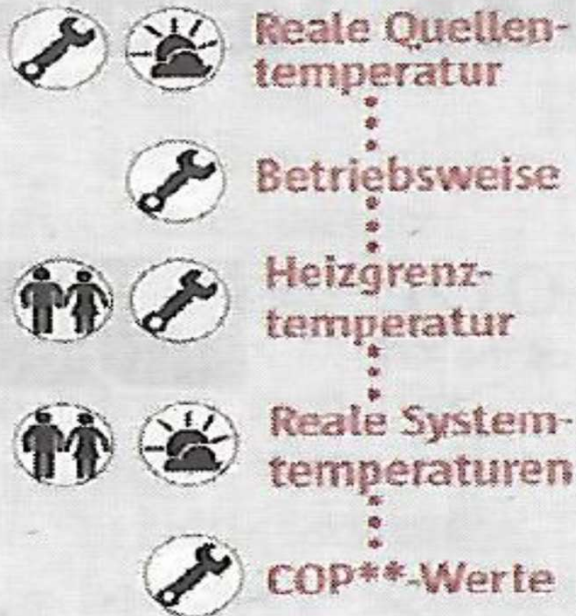 Reale Quellen-
temperatur
Betriebsweise
Heizgrenz-
temperatur
Reale System-
temperaturen
COP**-Werte